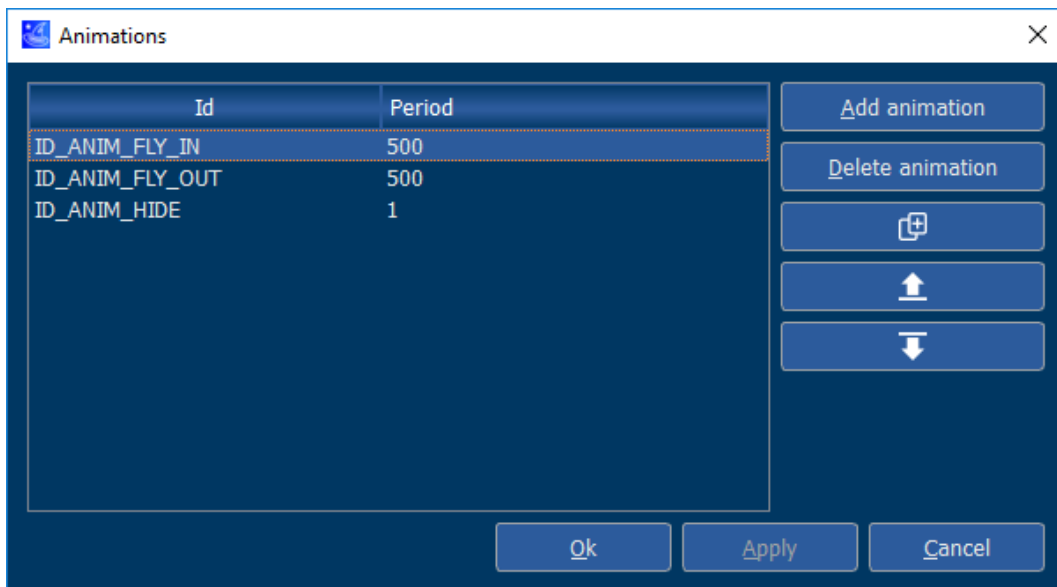 Animations
Id Period
ID_ANIM_FLY_IN 500
ID_ANIM_FLY_OUT 500
ID_ANIM_HIDE 1
Add animation
Delete animation
Ok Apply Cancel